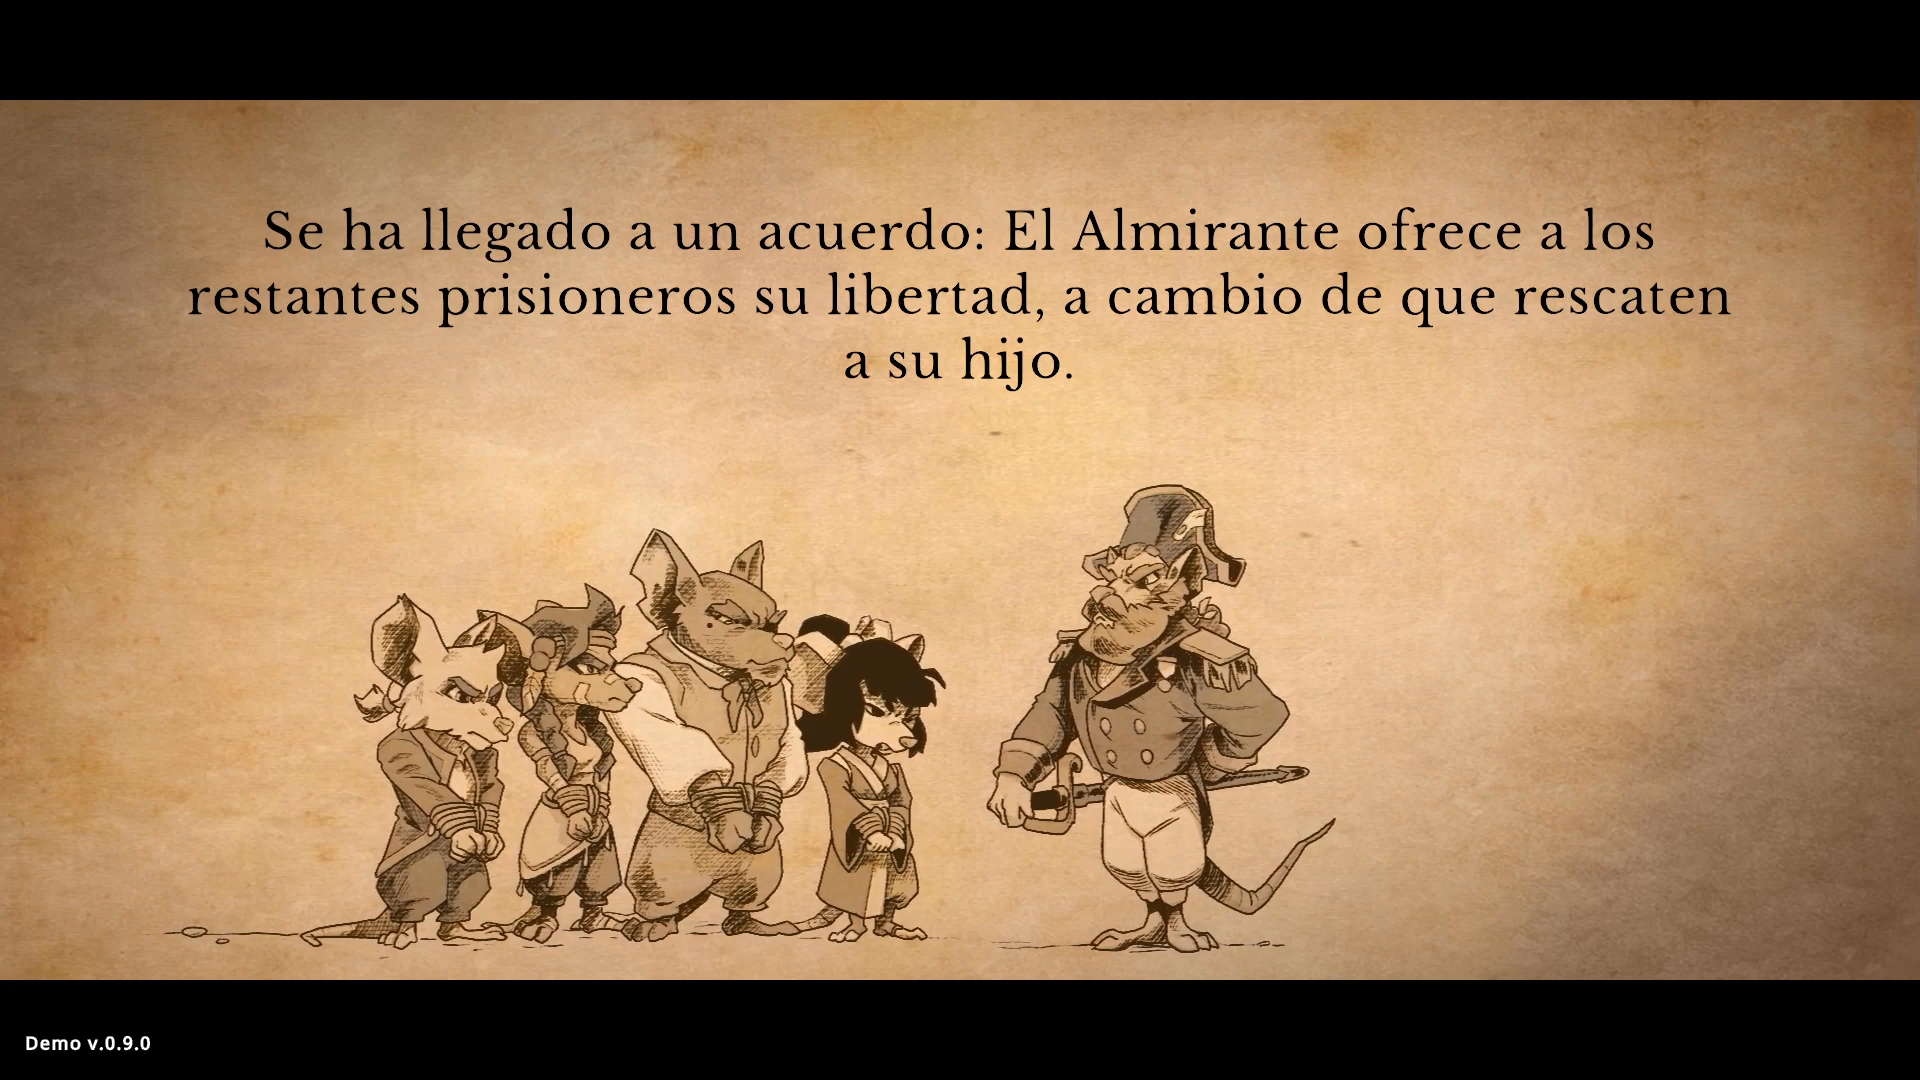 Se ha llegado a un acuerdo: El Almirante ofrece a los
restantes prisioneros su libertad, a cambio de que rescaten
a su hijo.
Demo v.0.9.0